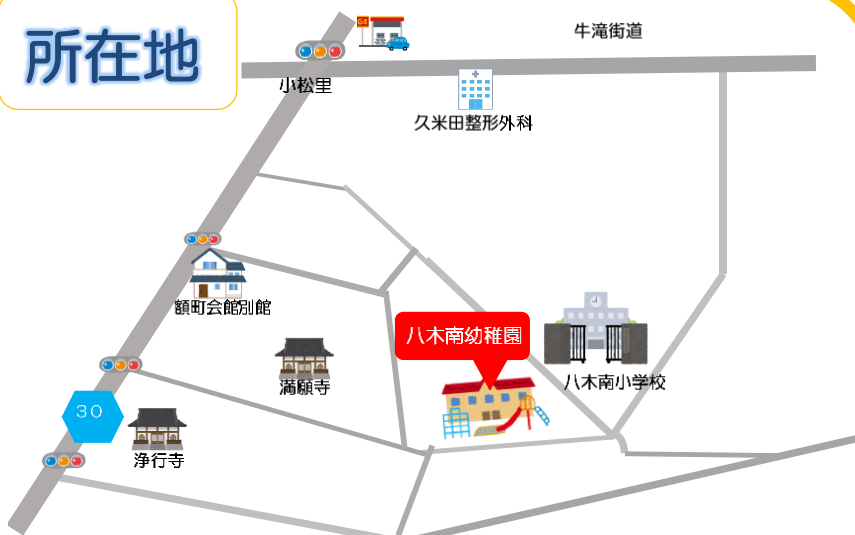 所在地
牛滝街道
小松里
久米田整形外科
額町会館別館
八木南幼稚園
満願寺
八木南小学校
30
浄行寺